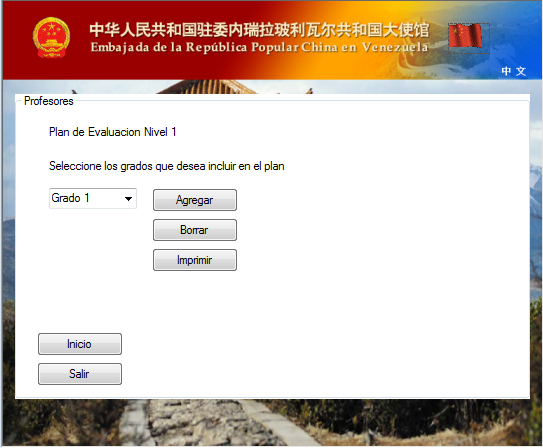 中华人民共和国驻委内瑞拉玻利瓦尔共和国大使馆
Embajada de la República Popular China en Venezuela
中 文
Profesores
Plan de Evaluacion Nivel 1
Seleccione los grados que desea incluir en el plan
Grado 1
Agregar
Borrar
Imprimir
Inicio
Salir